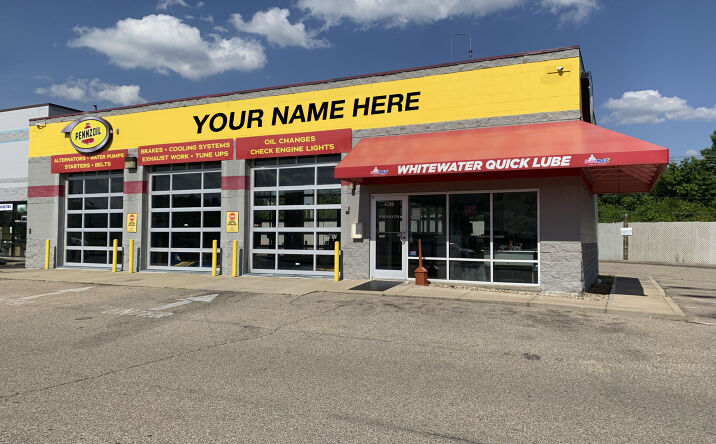 YOUR NAME HERE
PENNZOIL
ALTERNATORS • WATER PUMPS
STARTERS • BELTS
BRAKES • COOLING SYSTEMS
EXHAUST WORK • TUNE UPS
OIL CHANGES
CHECK ENGINE LIGHTS
WHITEWATER QUICK LUBE